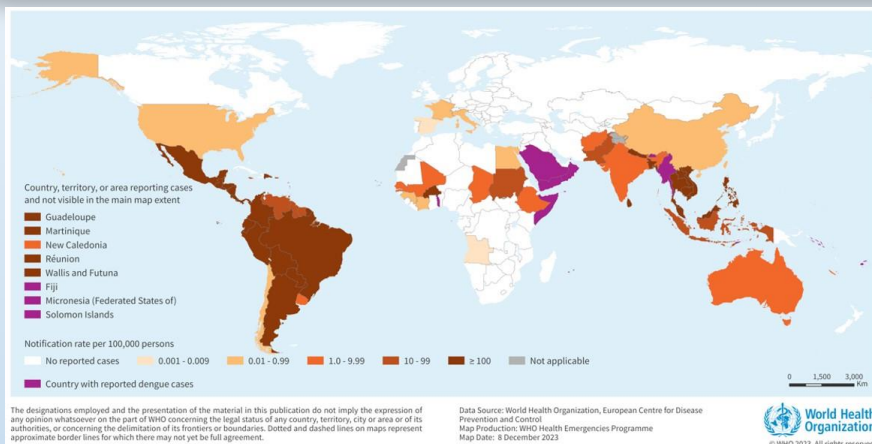 Country, territory, or area reporting cases
and not visible in the main map extent
Guadeloupe
Martinique
New Caledonia
Réunion
Wallis and Futuna
Fiji
Micronesia (Federated States of)
Solomon Islands
Notification rate per 100,000 persons
No reported cases
0.001 - 0.009
0.01 - 0.99
1.0 - 9.99
10 - 99
≥ 100
Not applicable
Country with reported dengue cases
0 1,500 3,000
Km
The designations employed and the presentation of the material in this publication do not imply the expression of
any opinion whatsoever on the part of WHO concerning the legal status of any country, territory, city or area or of its
authorities, or concerning the delimitation of its frontiers or boundaries. Dotted and dashed lines on maps represent
approximate border lines for which there may not yet be full agreement.
Data Source: World Health Organization, European Centre for Disease
Prevention and Control
Map Production: WHO Health Emergencies Programme
Map Date: 8 December 2023
World Health
Organization
© WHO 2023. All rights reserved.